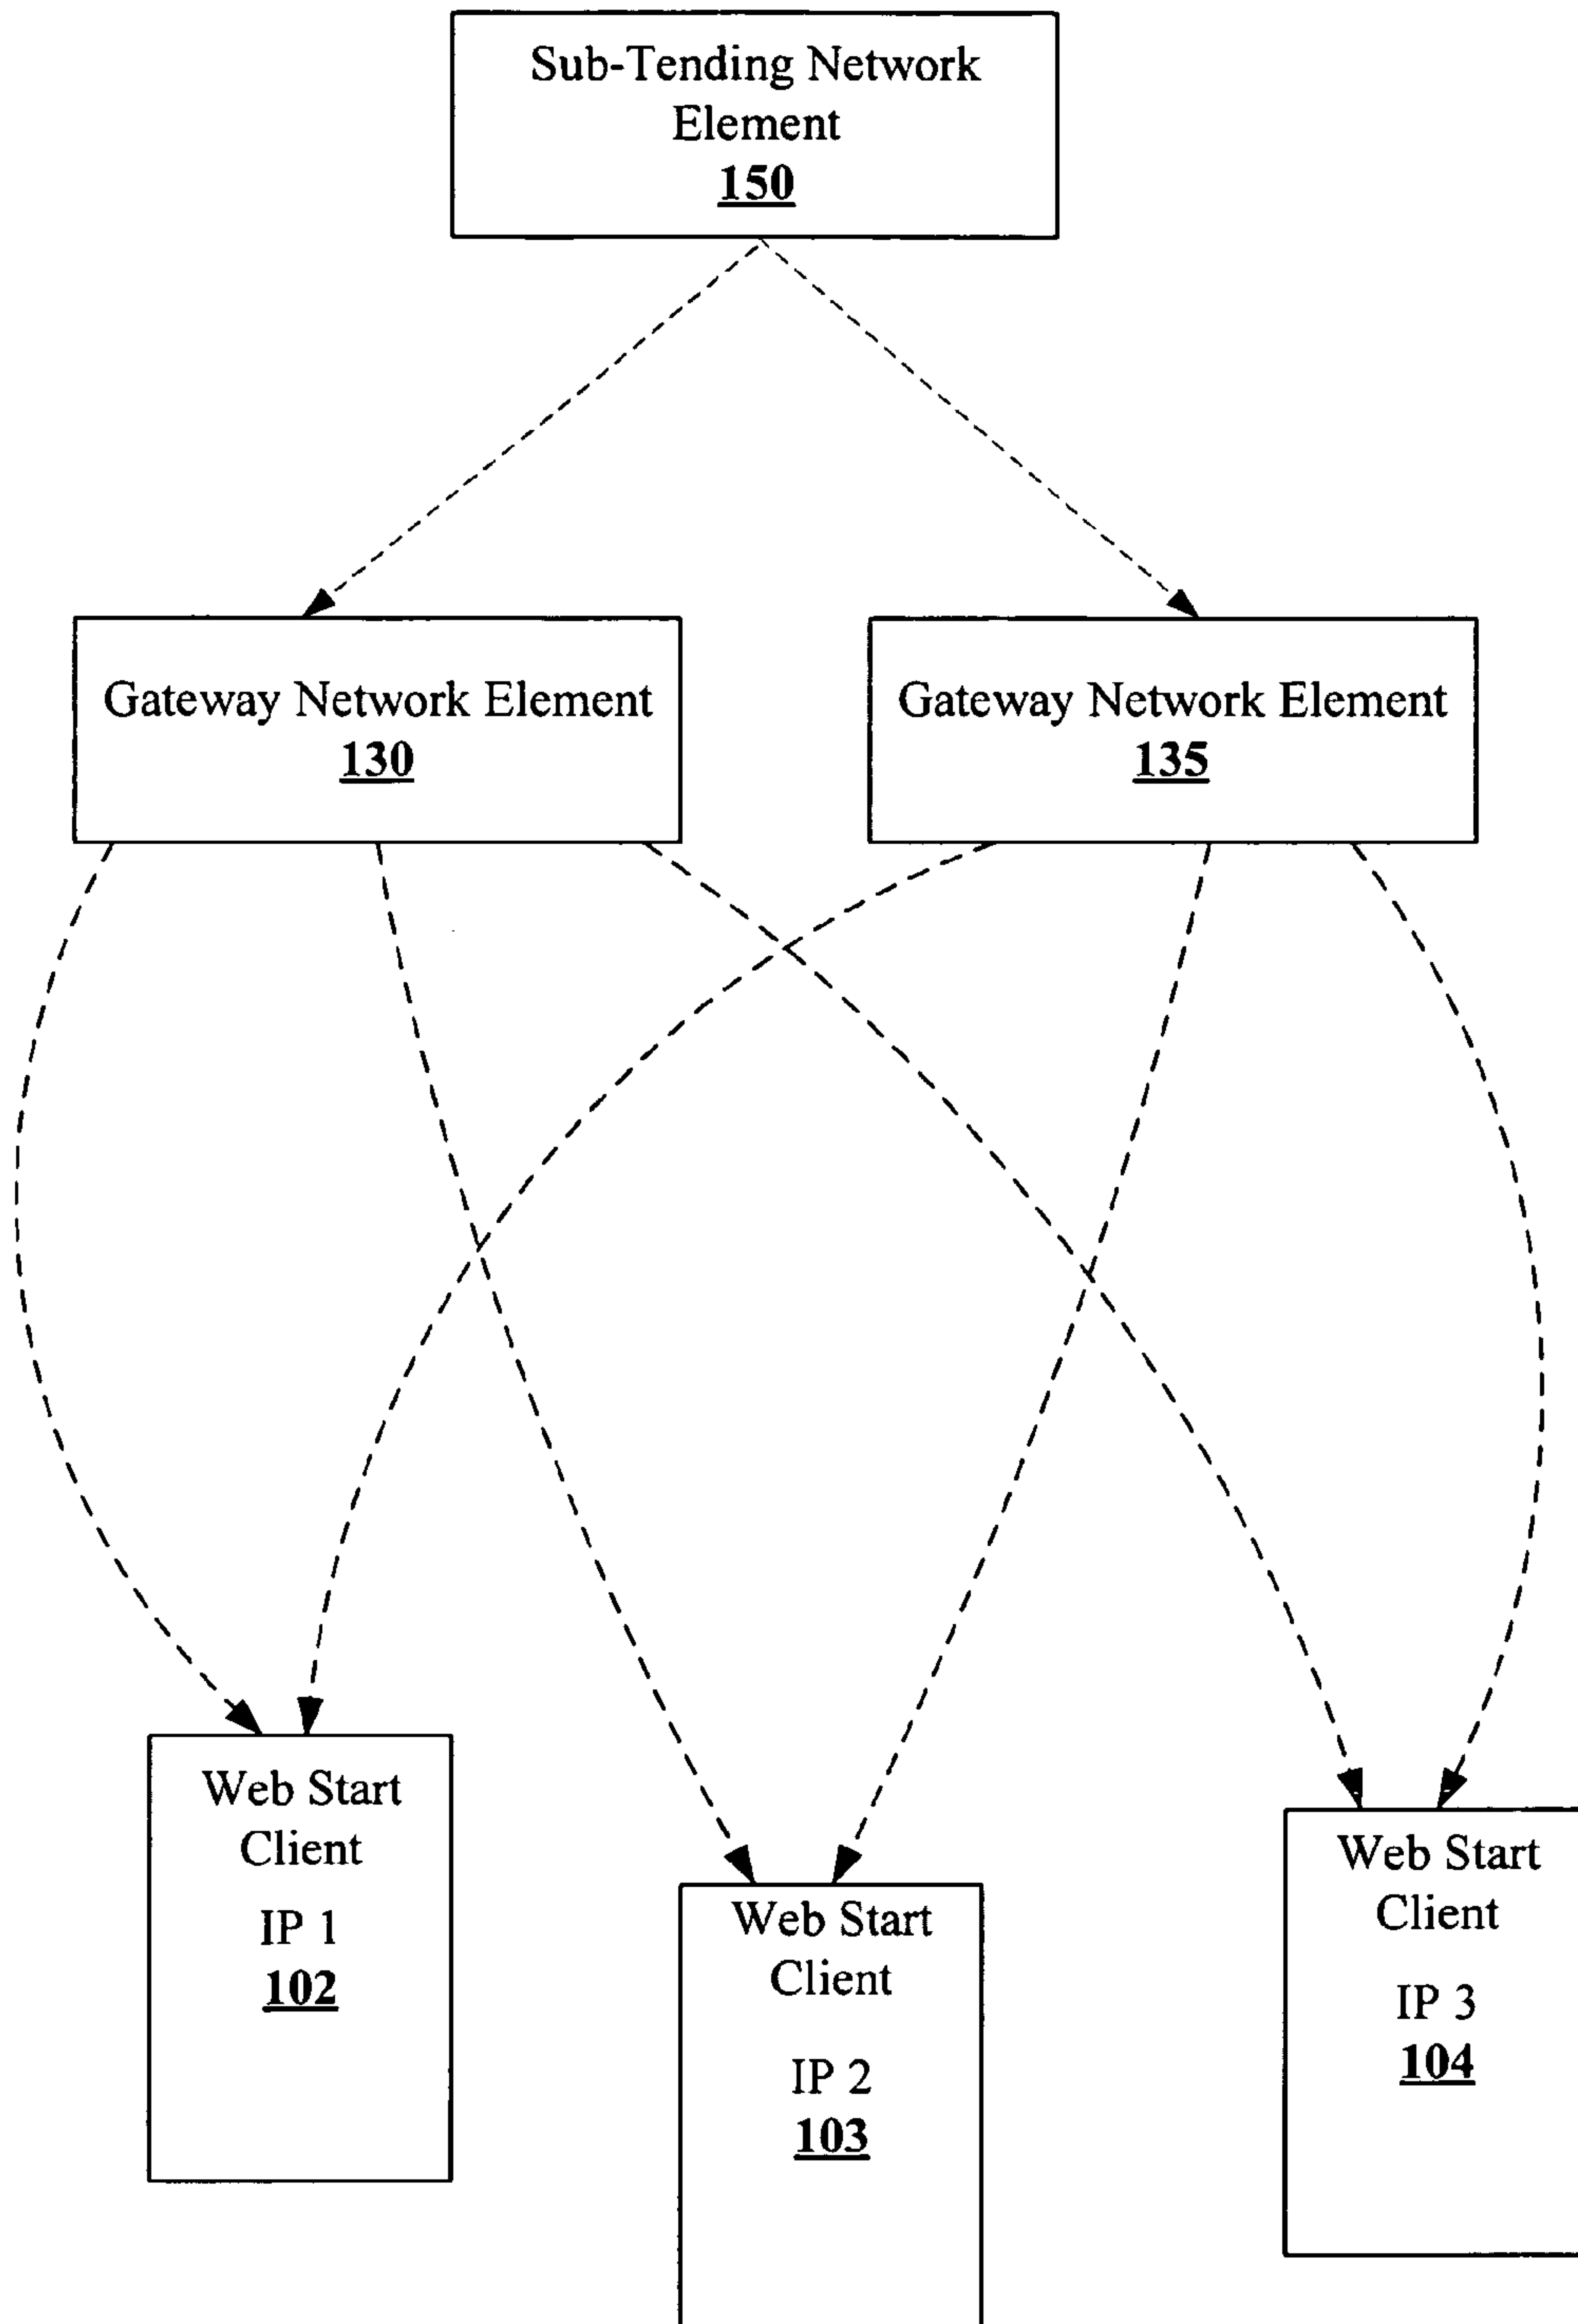 Sub-Tending Network
Element
150
Gateway Network Element
130
Gateway Network Element
135
Web Start
Client
IP 1
102
Web Start
Client
IP 2
103
Web Start
Client
IP 3
104